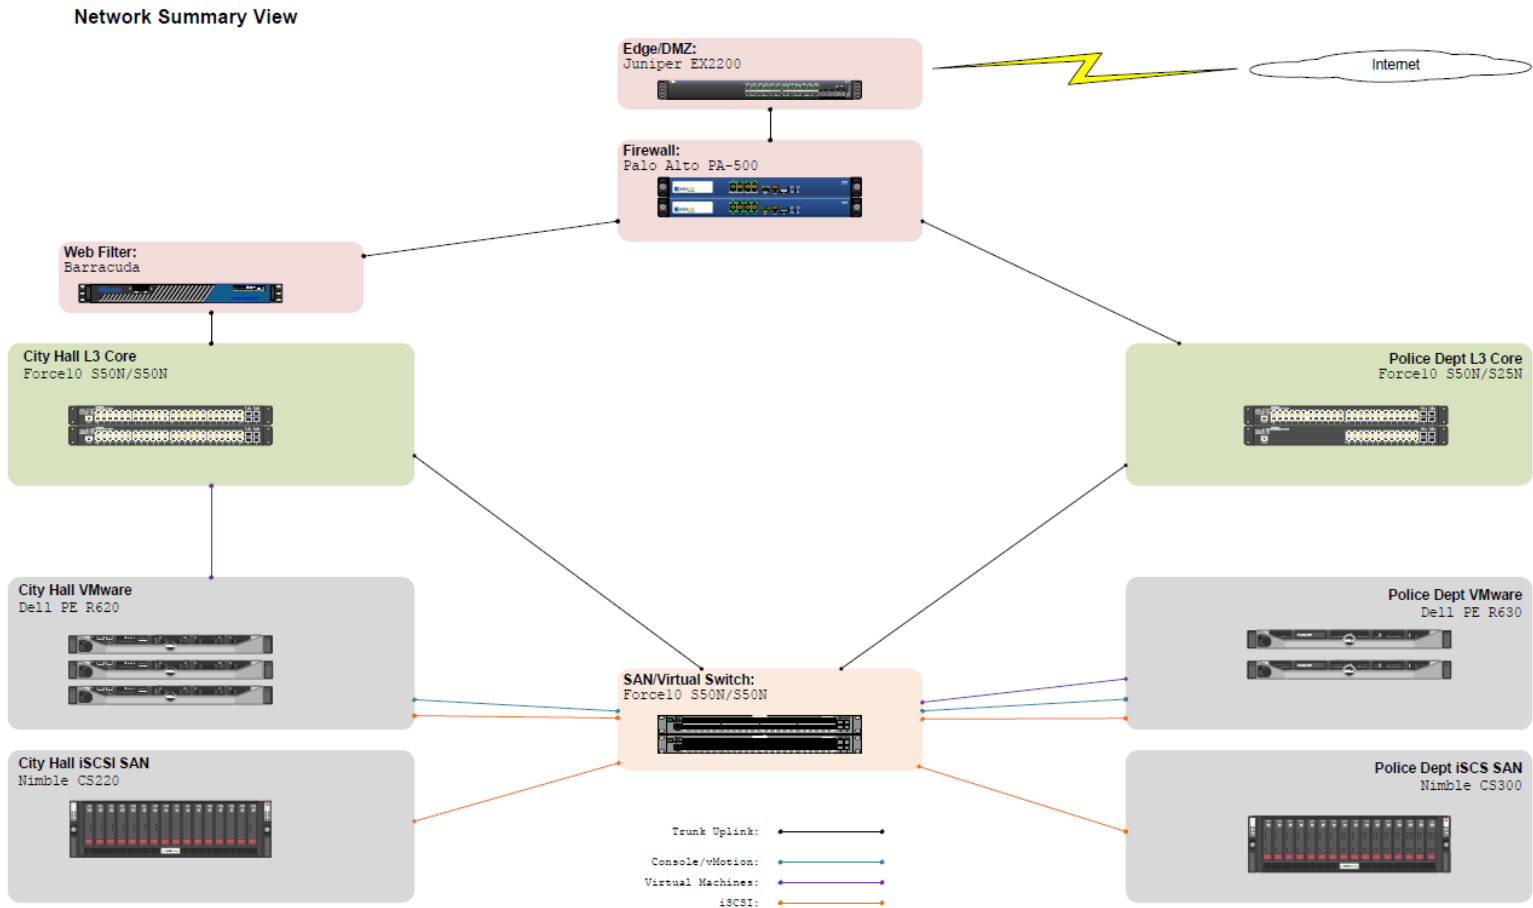 Network Summary View
Edge/DMZ:
Juniper EX2200
Internet
Firewall:
Palo Alto PA-500
Web Filter:
Barracuda
City Hall L3 Core
Force10 S50N/S50N
Police Dept L3 Core
Force10 S50N/S25N
City Hall VMware
Dell PE R620
Police Dept VMware
Dell PE R630
SAN/Virtual Switch:
Force10 S50N/S50N
City Hall iSCSI SAN
Nimble CS220
Police Dept iSCS SAN
Nimble CS300
Trunk Uplink:
Console/vMotion:
Virtual Machines:
iSCSI: